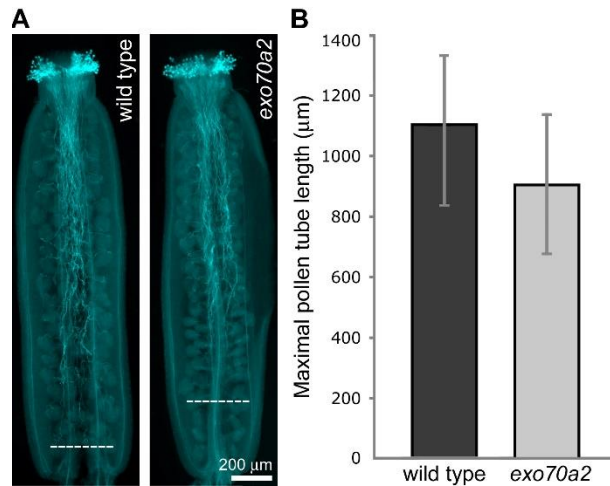 A
wild type
exo70a2
200 μm
B
Maximal pollen tube length (μm)
1400
1200
1000
800
600
400
200
0
wild type
exo70a2